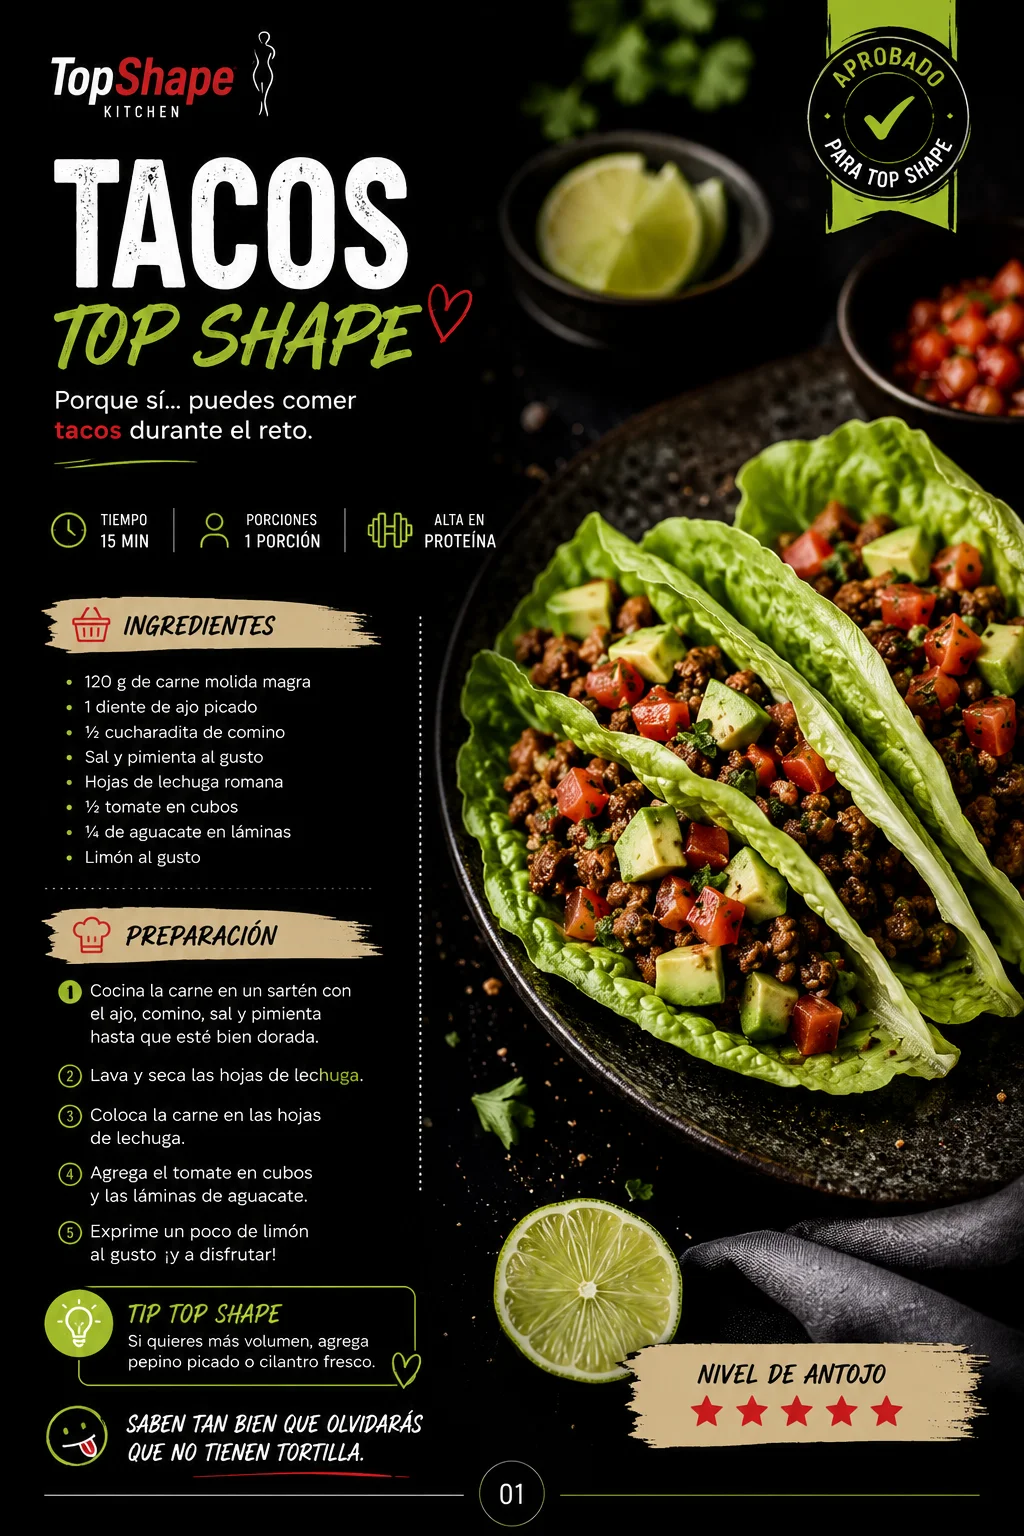 TopShape
KITCHEN
APROBADO
PARA TOP SHAPE
TACOS
TOP SHAPE
Porque sí... puedes comer
tacos durante el reto.
TIEMPO
15 MIN
PORCIONES
1 PORCIÓN
ALTA EN
PROTEÍNA
INGREDIENTES
• 120 g de carne molida magra
• 1 diente de ajo picado
• ½ cucharadita de comino
• Sal y pimienta al gusto
• Hojas de lechuga romana
• ½ tomate en cubos
• ¼ de aguacate en láminas
• Limón al gusto
PREPARACIÓN
1 Cocina la carne en un sartén con
el ajo, comino, sal y pimienta
hasta que esté bien dorada.
2 Lava y seca las hojas de lechuga.
3 Coloca la carne en las hojas
de lechuga.
4 Agrega el tomate en cubos
y las láminas de aguacate.
5 Exprime un poco de limón
al gusto ¡y a disfrutar!
TIP TOP SHAPE
Si quieres más volumen, agrega
pepino picado o cilantro fresco.
SABEN TAN BIEN QUE OLVIDARÁS
QUE NO TIENEN TORTILLA.
NIVEL DE ANTOJO
01